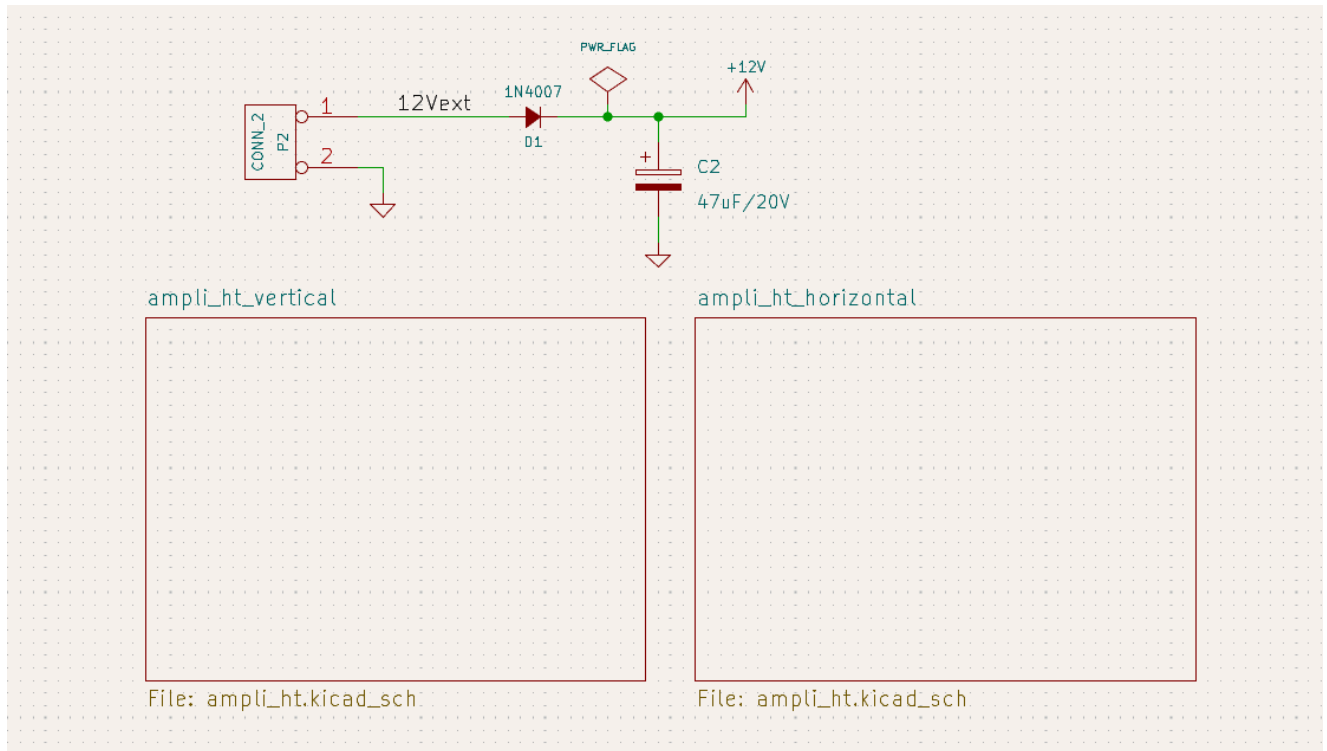 PWR_FLAG
+12V
1N4007
12Vext
1
CONN_2
P2
D1
2
+
C2
47uF/20V
ampli_ht_vertical
ampli_ht_horizontal
File: ampli_ht.kicad_sch
File: ampli_ht.kicad_sch